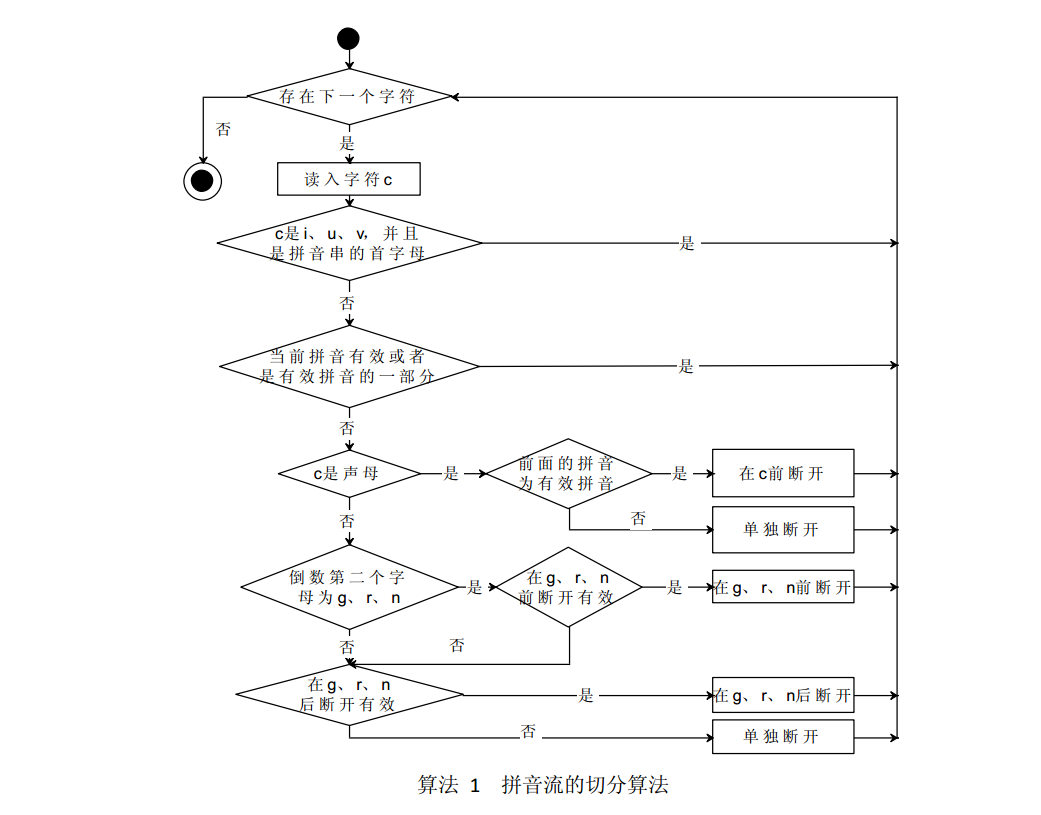 存在下一个字符
否
是
读入字符c
c是i、u、v，并且
是拼音串的首字母
是
否
当前拼音有效或者
是有效拼音的一部分
是
否
c是声母
是
前面的拼音
为有效拼音
是
在c前断开
否
单独断开
否
倒数第二个字
母为g、r、n
是
在g、r、n
前断开有效
是
在g、r、n前断开
否
否
在g、r、n
后断开有效
是
在g、r、n后断开
否
单独断开
算法 1 拼音流的切分算法